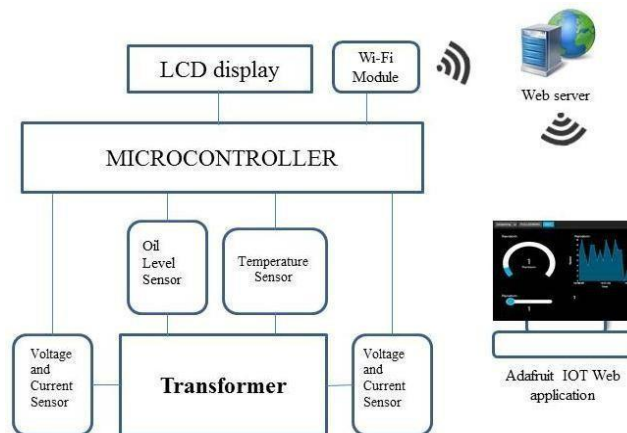 LCD display
Wi-Fi
Module
Web server
MICROCONTROLLER
Oil
Level
Sensor
Temperature
Sensor
Voltage
and
Current
Sensor
Transformer
Voltage
and
Current
Sensor
Adafruit IOT Web
application